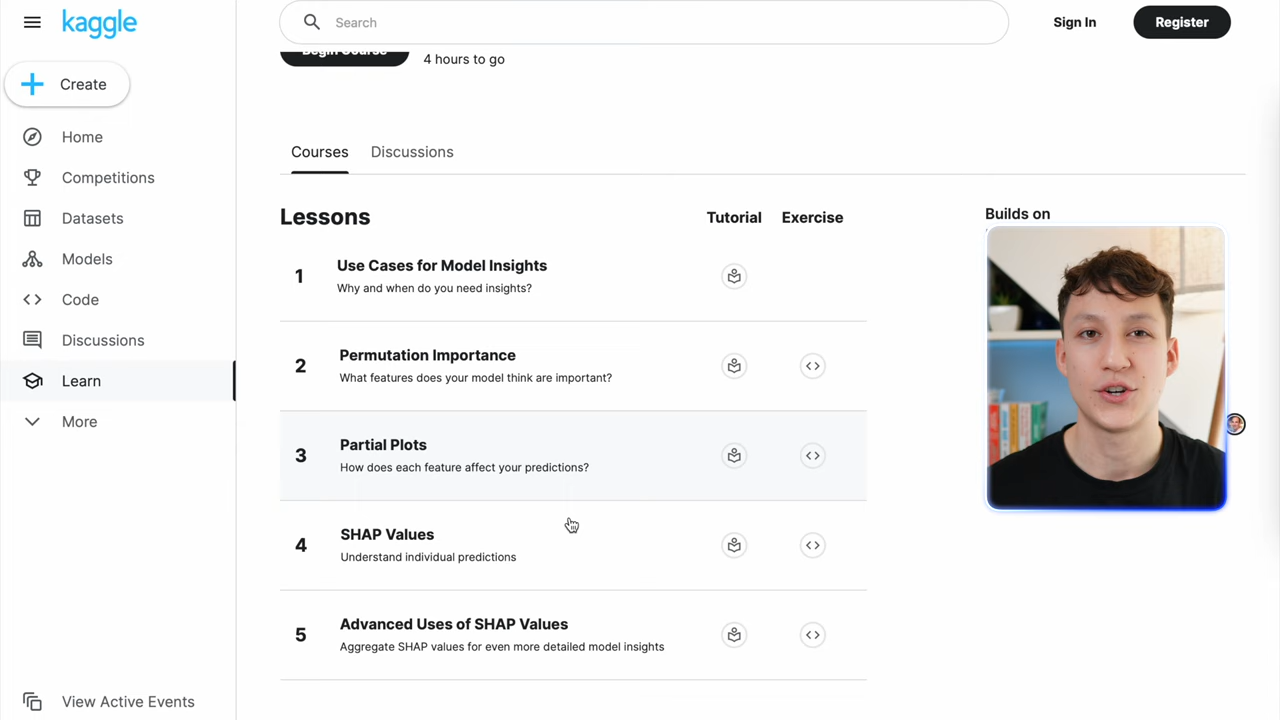 kaggle
Search
Sign In
Register
Begin Course
4 hours to go
Create
Home
Competitions
Datasets
Models
Code
Discussions
Learn
More
View Active Events
Courses
Discussions
Lessons
Tutorial
Exercise
1
Use Cases for Model Insights
Why and when do you need insights?
2
Permutation Importance
What features does your model think are important?
3
Partial Plots
How does each feature affect your predictions?
4
SHAP Values
Understand individual predictions
5
Advanced Uses of SHAP Values
Aggregate SHAP values for even more detailed model insights
Builds on